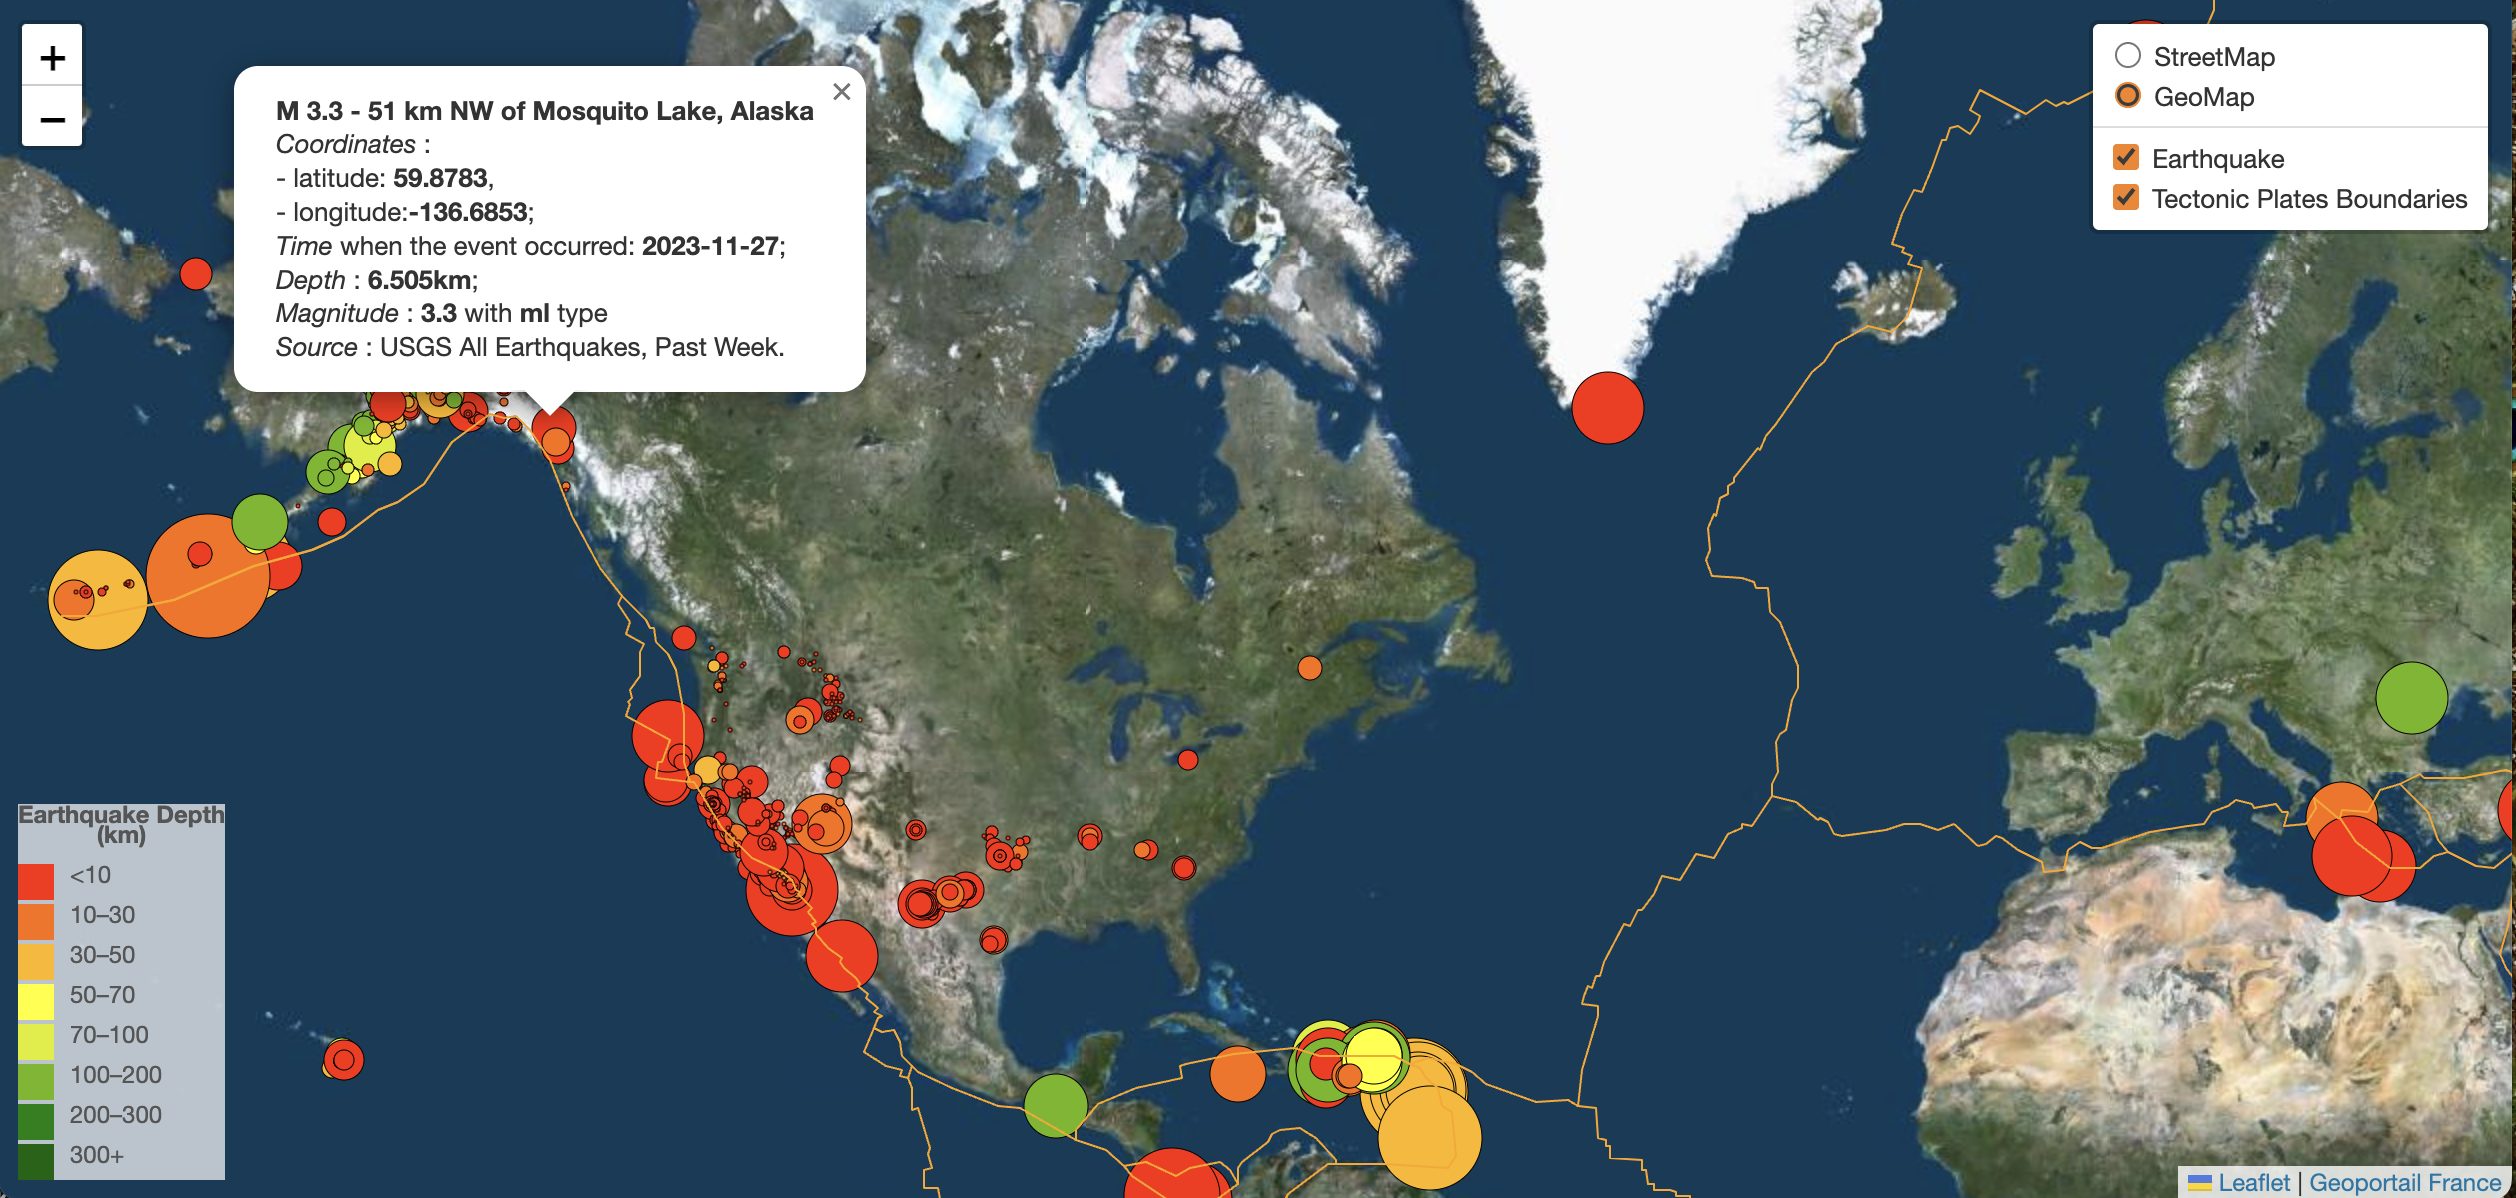 +
−
M 3.3 - 51 km NW of Mosquito Lake, Alaska
×
Coordinates :
- latitude: 59.8783,
- longitude:-136.6853;
Time when the event occurred: 2023-11-27;
Depth : 6.505km;
Magnitude : 3.3 with ml type
Source : USGS All Earthquakes, Past Week.
StreetMap
GeoMap
Earthquake
Tectonic Plates Boundaries
Earthquake Depth
(km)
<10
10–30
30–50
50–70
70–100
100–200
200–300
300+
Leaflet | Geoportail France